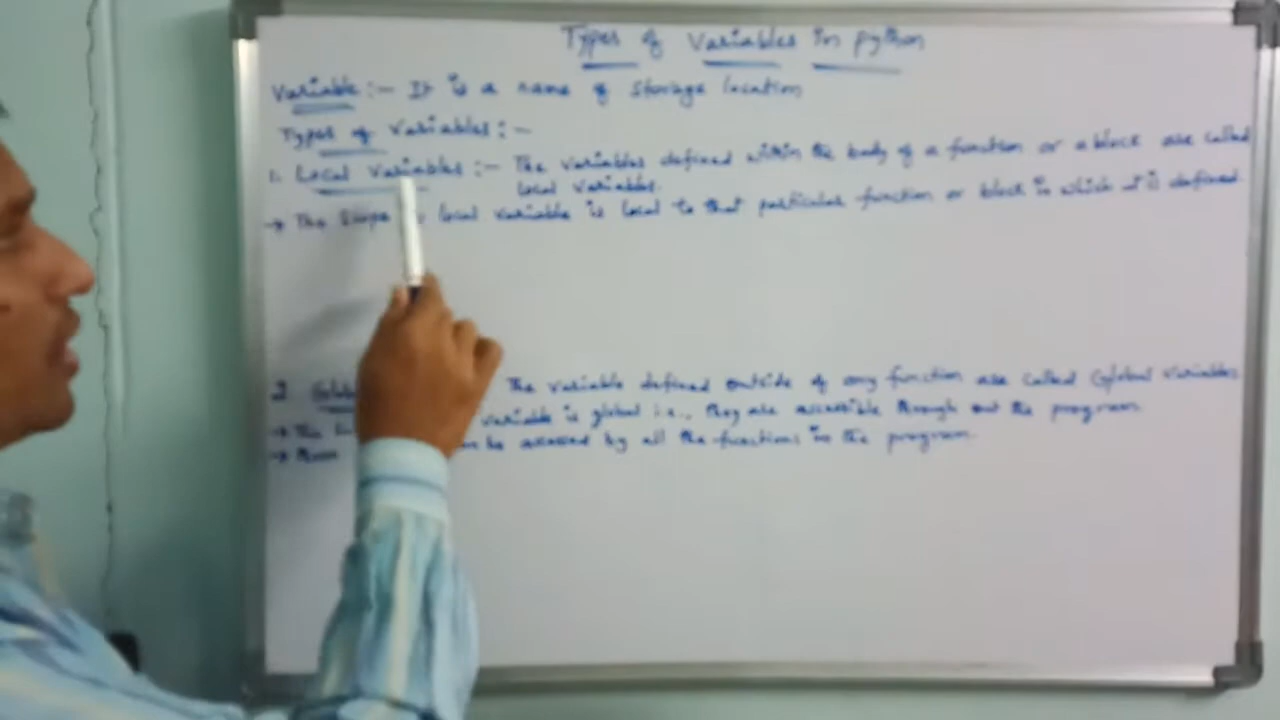 Types of Variables in python
Variable :- It is a name of storage location
Types of Variables :-
1. Local Variables :- The variables defined within the body of a function or a block are called
local variables.
→ The Scope local variable is local to that particular function or block in which it is defined.
2. The variable defined outside of any function are called Global Variables
→ The variable is global i.e., they are accessible through out the program
→ be accessed by all the functions in the program.